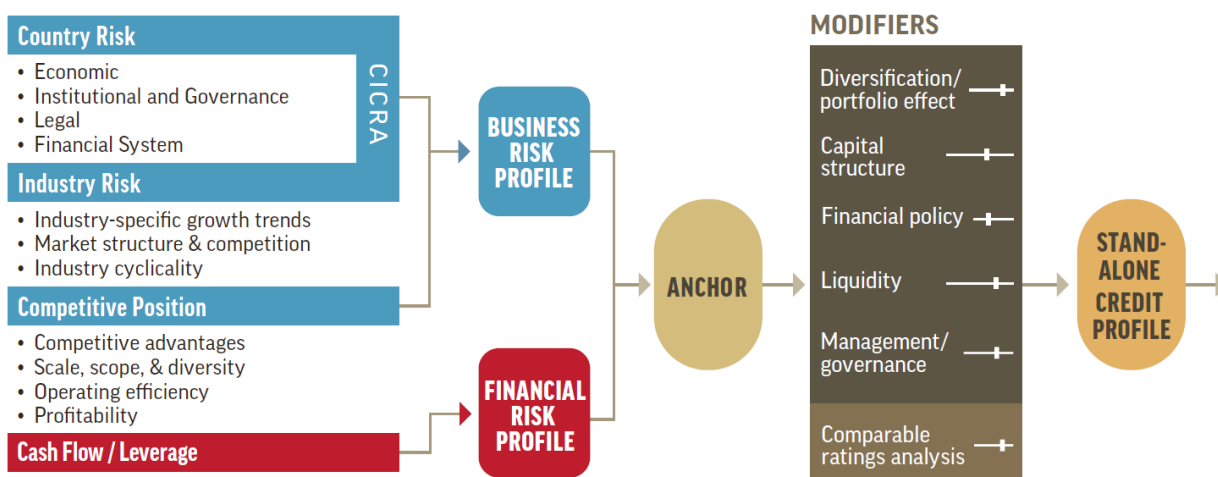 Country Risk
• Economic
• Institutional and Governance
• Legal
• Financial System
CICRA
Industry Risk
• Industry-specific growth trends
• Market structure & competition
• Industry cyclicality
Competitive Position
• Competitive advantages
• Scale, scope, & diversity
• Operating efficiency
• Profitability
Cash Flow / Leverage
BUSINESS
RISK
PROFILE
FINANCIAL
RISK
PROFILE
ANCHOR
MODIFIERS
Diversification/
portfolio effect
Capital
structure
Financial policy
Liquidity
Management/
governance
Comparable
ratings analysis
STAND-
ALONE
CREDIT
PROFILE